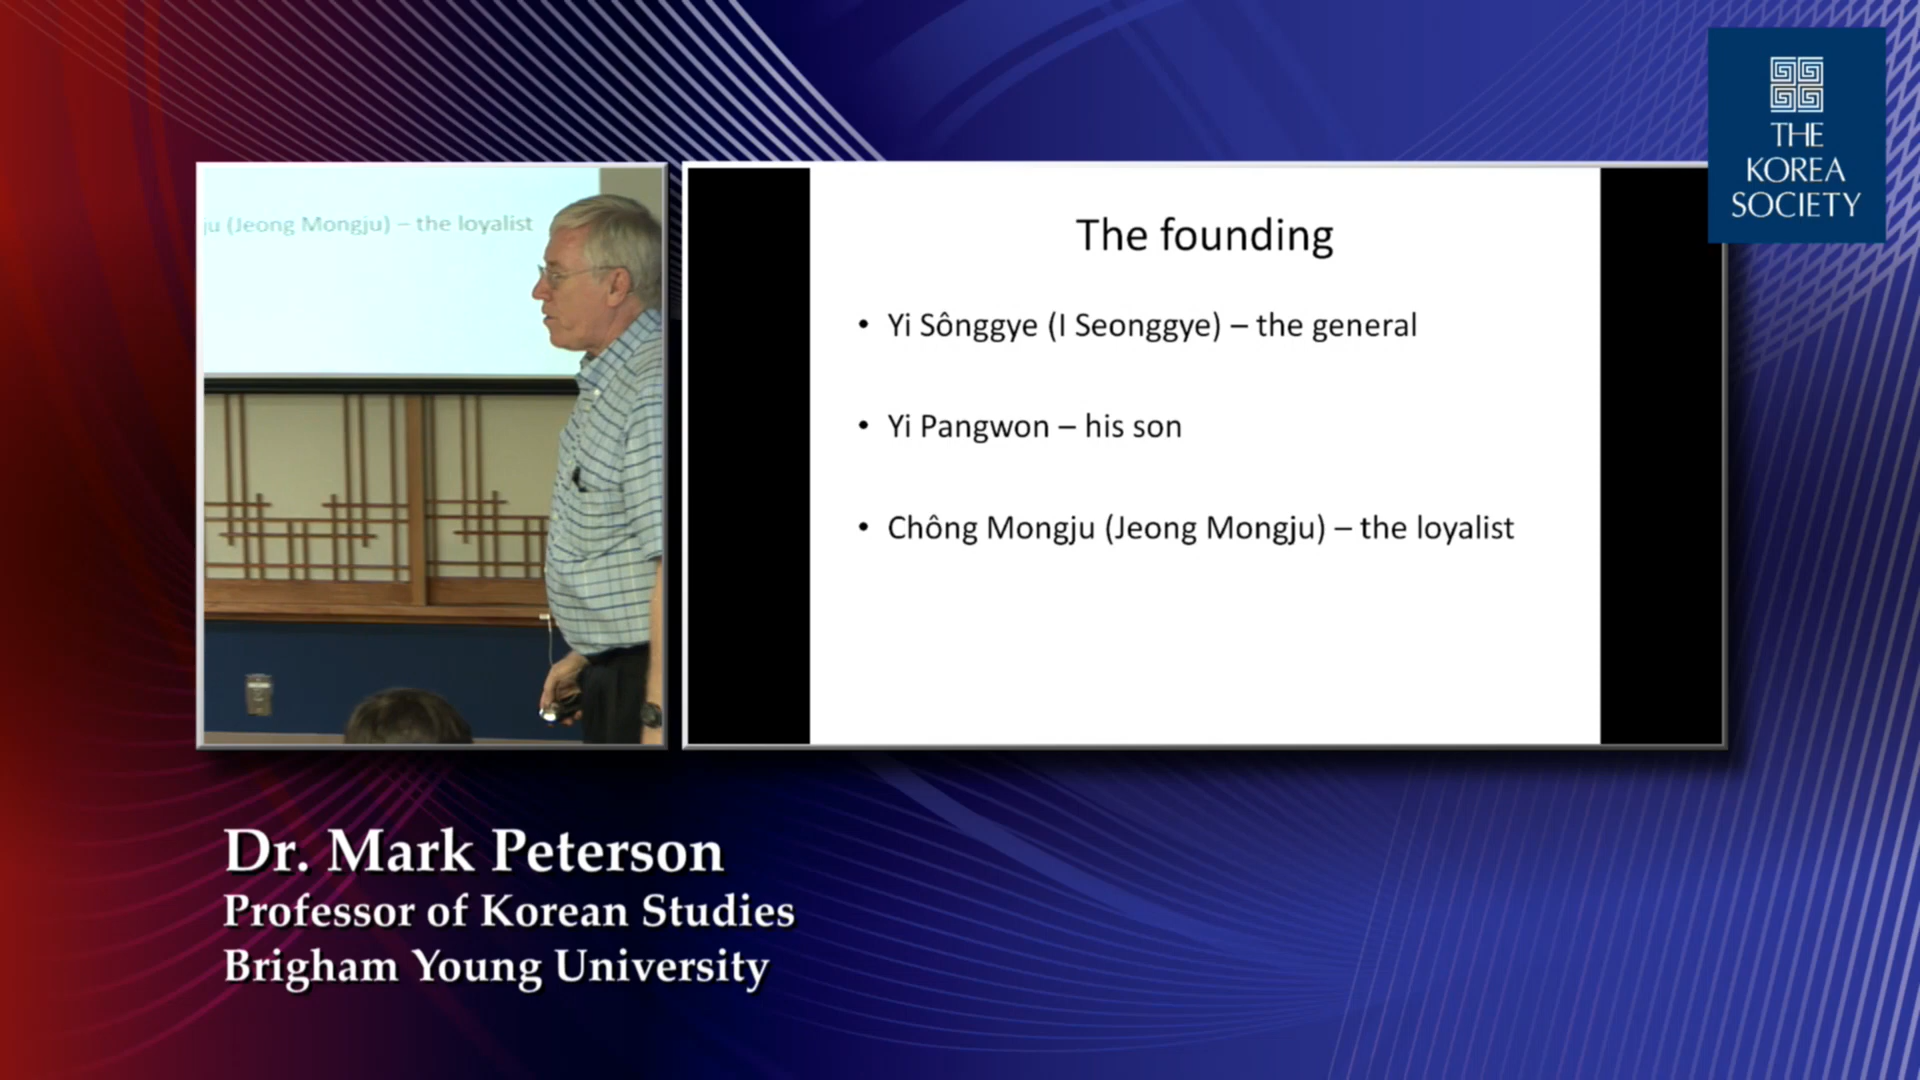 THE
KOREA
SOCIETY
ju (Jeong Mongju) – the loyalist
The founding
• Yi Sônggye (I Seonggye) – the general
• Yi Pangwon – his son
• Chông Mongju (Jeong Mongju) – the loyalist
Dr. Mark Peterson
Professor of Korean Studies
Brigham Young University